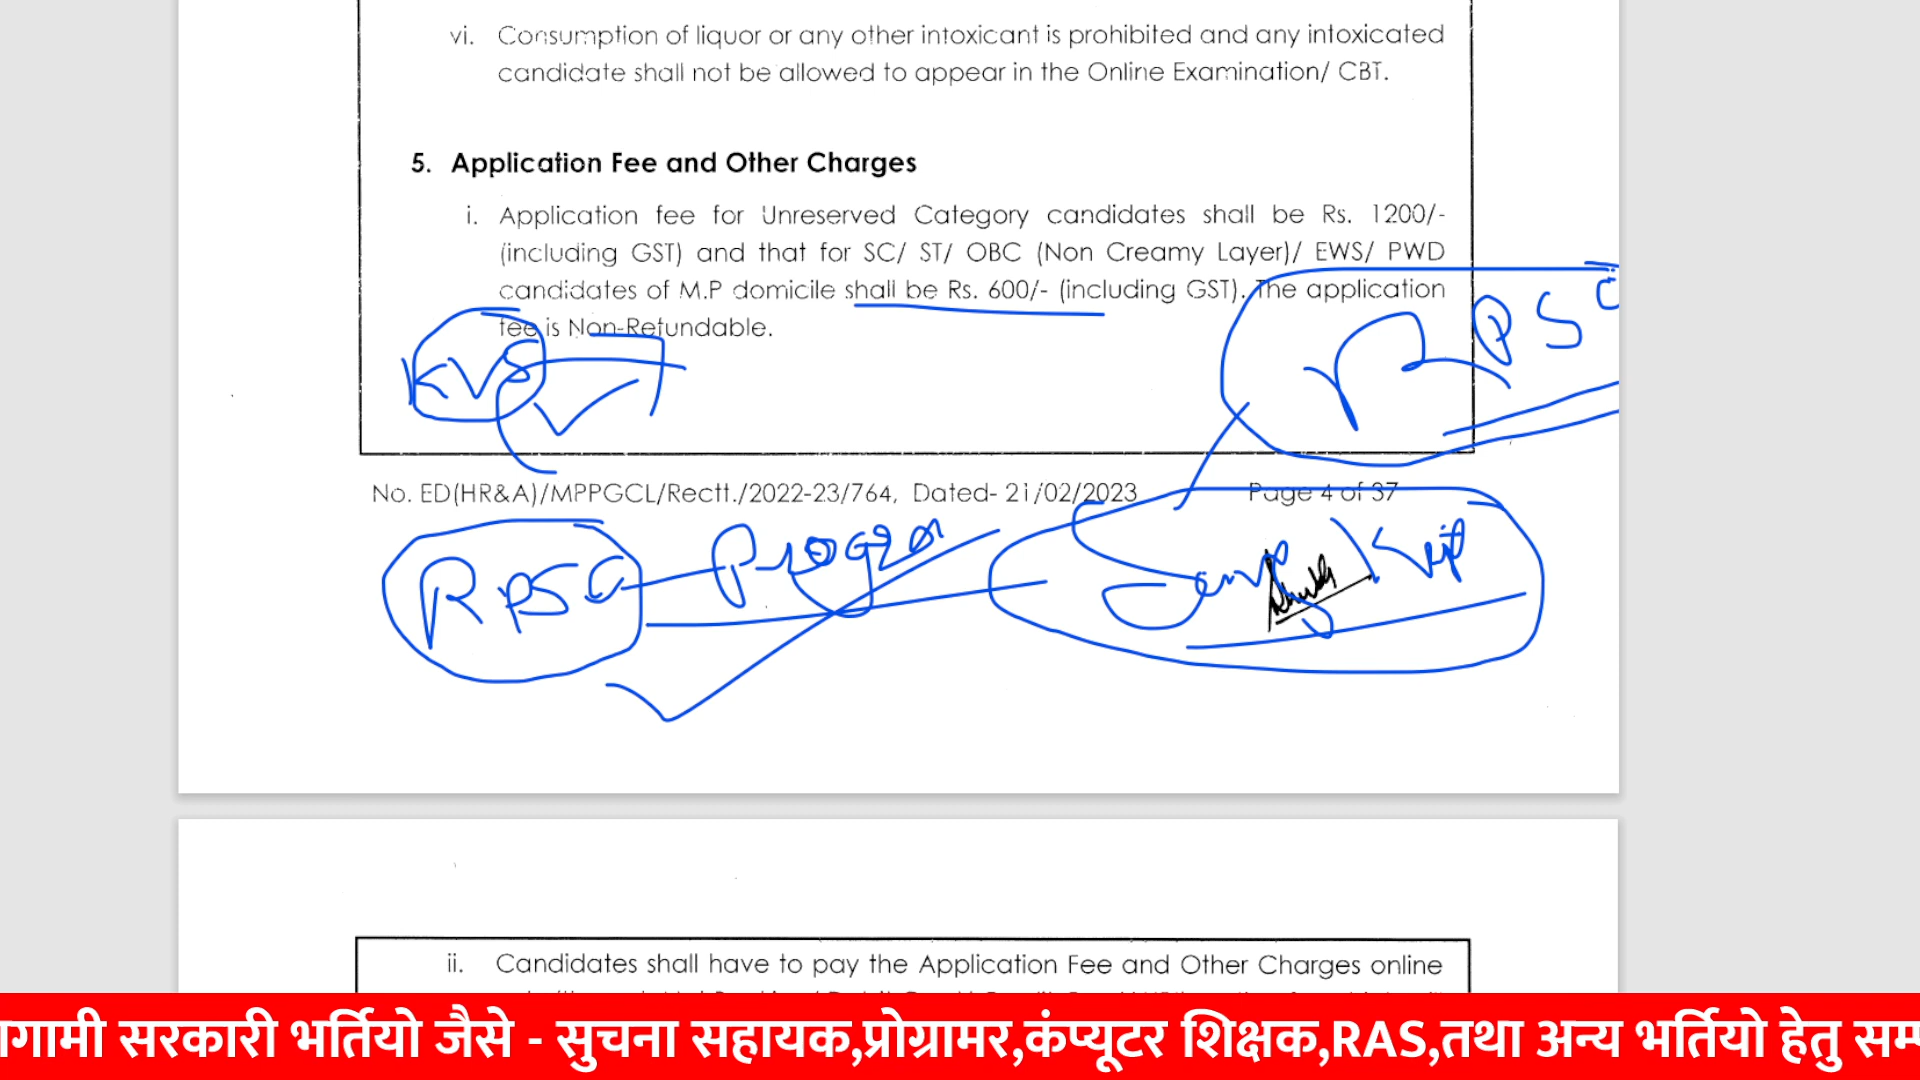 vi. Consumption of liquor or any other intoxicant is prohibited and any intoxicated
candidate shall not be allowed to appear in the Online Examination/ CBT.
5. Application Fee and Other Charges
i. Application fee for Unreserved Category candidates shall be Rs. 1200/-
(including GST) and that for SC/ ST/ OBC (Non Creamy Layer)/ EWS/ PWD
candidates of M.P domicile shall be Rs. 600/- (including GST). The application
fee is Non-Refundable.
KVS
RPSC
No. ED(HR&A)/MPPGCL/Rectt./2022-23/764, Dated- 21/02/2023 Page 4 of 37
RPSC
ii. Candidates shall have to pay the Application Fee and Other Charges online
सरकारी भर्तियो जैसे - सुचना सहायक,प्रोग्रामर,कंप्यूटर शिक्षक,RAS,तथा अन्य भर्तियो हेतु